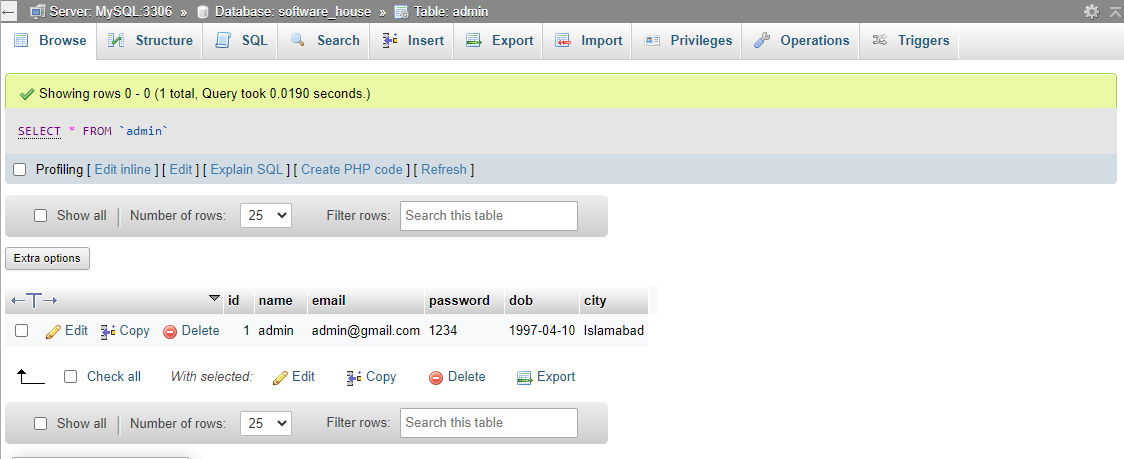 Server: MySQL:3306 » Database: software_house » Table: admin
Browse Structure SQL Search Insert Export Import Privileges Operations Triggers
Showing rows 0 - 0 (1 total, Query took 0.0190 seconds.)
SELECT * FROM `admin`
Profiling [ Edit inline ] [ Edit ] [ Explain SQL ] [ Create PHP code ] [ Refresh ]
Show all Number of rows: 25 Filter rows: Search this table
Extra options
id name email password dob city
Edit Copy Delete 1 admin admin@gmail.com 1234 1997-04-10 Islamabad
Check all With selected: Edit Copy Delete Export
Show all Number of rows: 25 Filter rows: Search this table